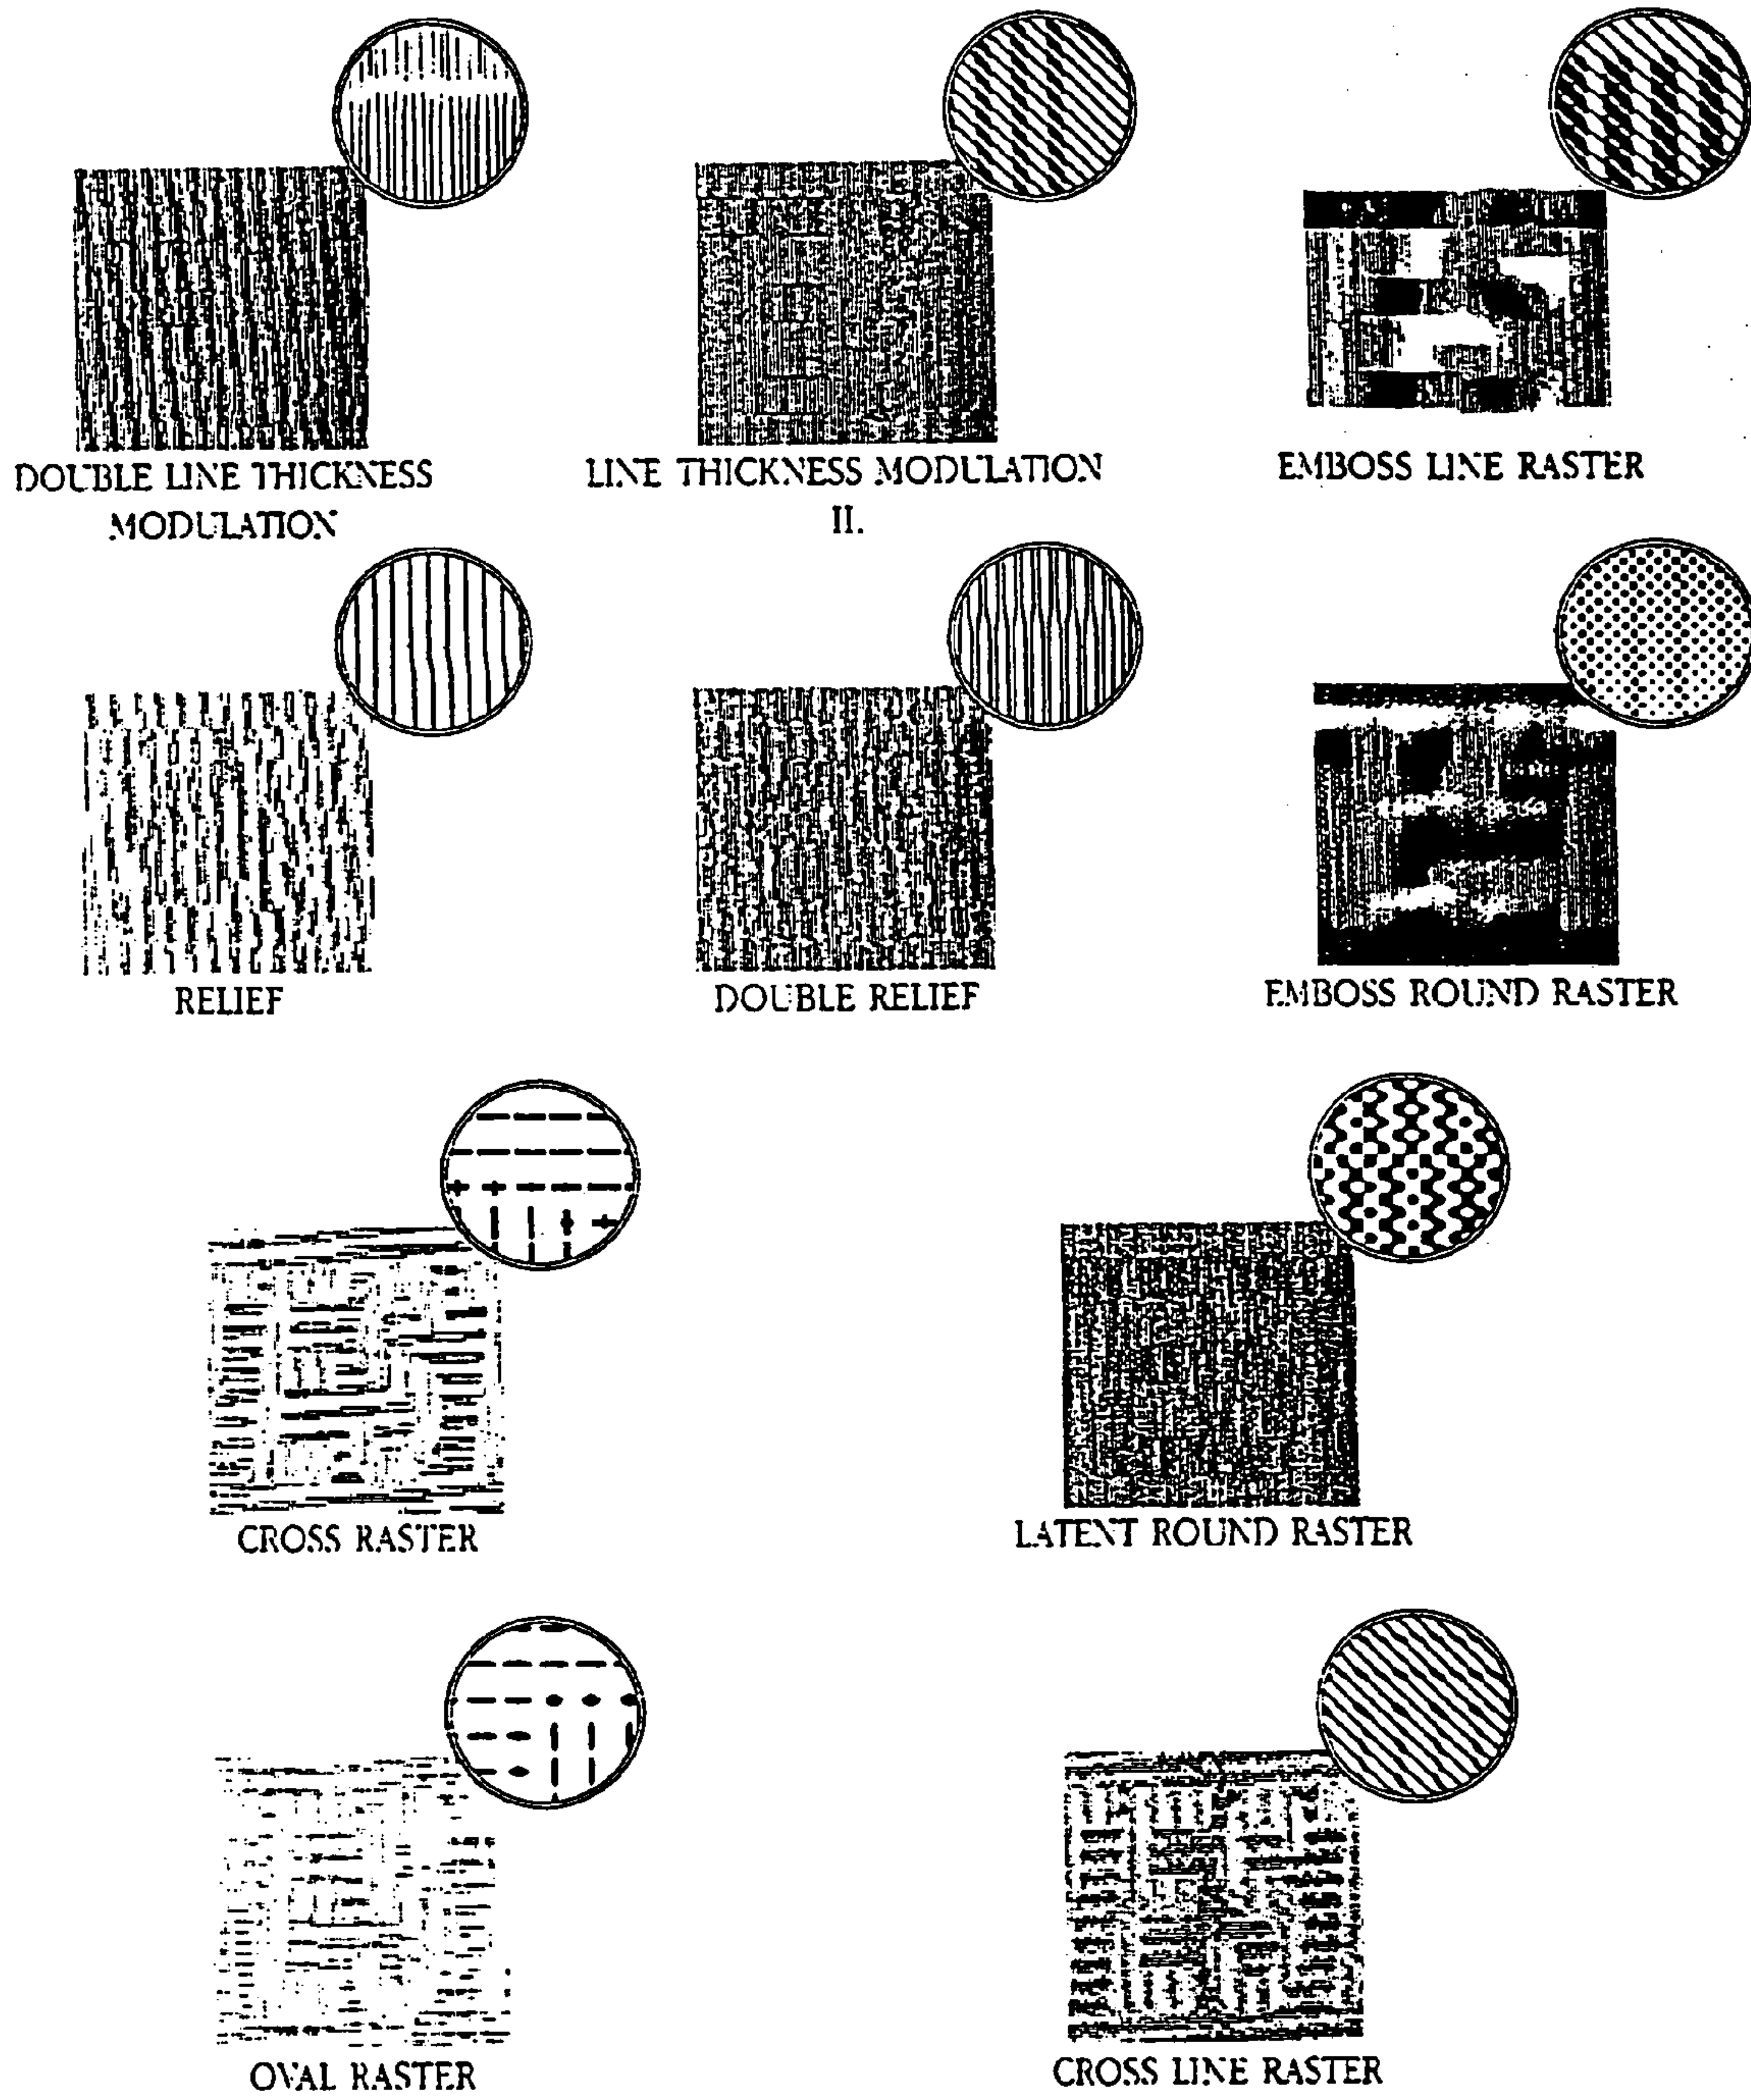 DOUBLE LINE THICKNESS
MODULATION
LINE THICKNESS MODULATION
II.
EMBOSS LINE RASTER
RELIEF
DOUBLE RELIEF
EMBOSS ROUND RASTER
CROSS RASTER
LATENT ROUND RASTER
OVAL RASTER
CROSS LINE RASTER